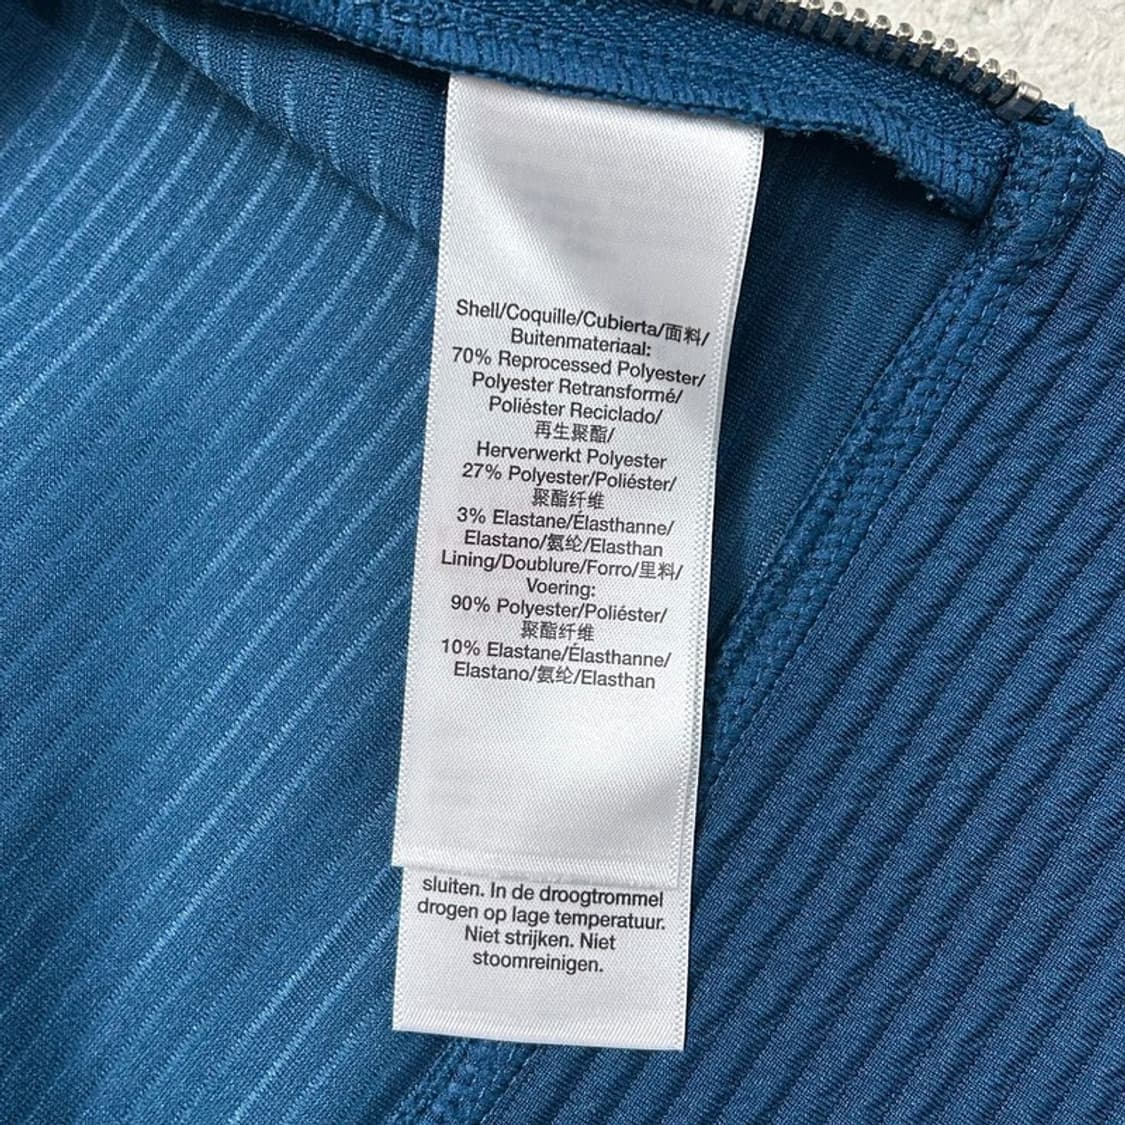 Shell/Coquille/Cubierta/面料/
Buitenmateriaal:
70% Reprocessed Polyester/
Polyester Retransformé/
Poliéster Reciclado/
再生聚酯/
Herverwerkt Polyester
27% Polyester/Poliéster/
聚酯纤维
3% Elastane/Élasthanne/
Elastano/氨纶/Elasthan
Lining/Doublure/Forro/里料/
Voering:
90% Polyester/Poliéster/
聚酯纤维
10% Elastane/Élasthanne/
Elastano/氨纶/Elasthan
sluiten. In de droogtrommel
drogen op lage temperatuur.
Niet strijken. Niet
stoomreinigen.